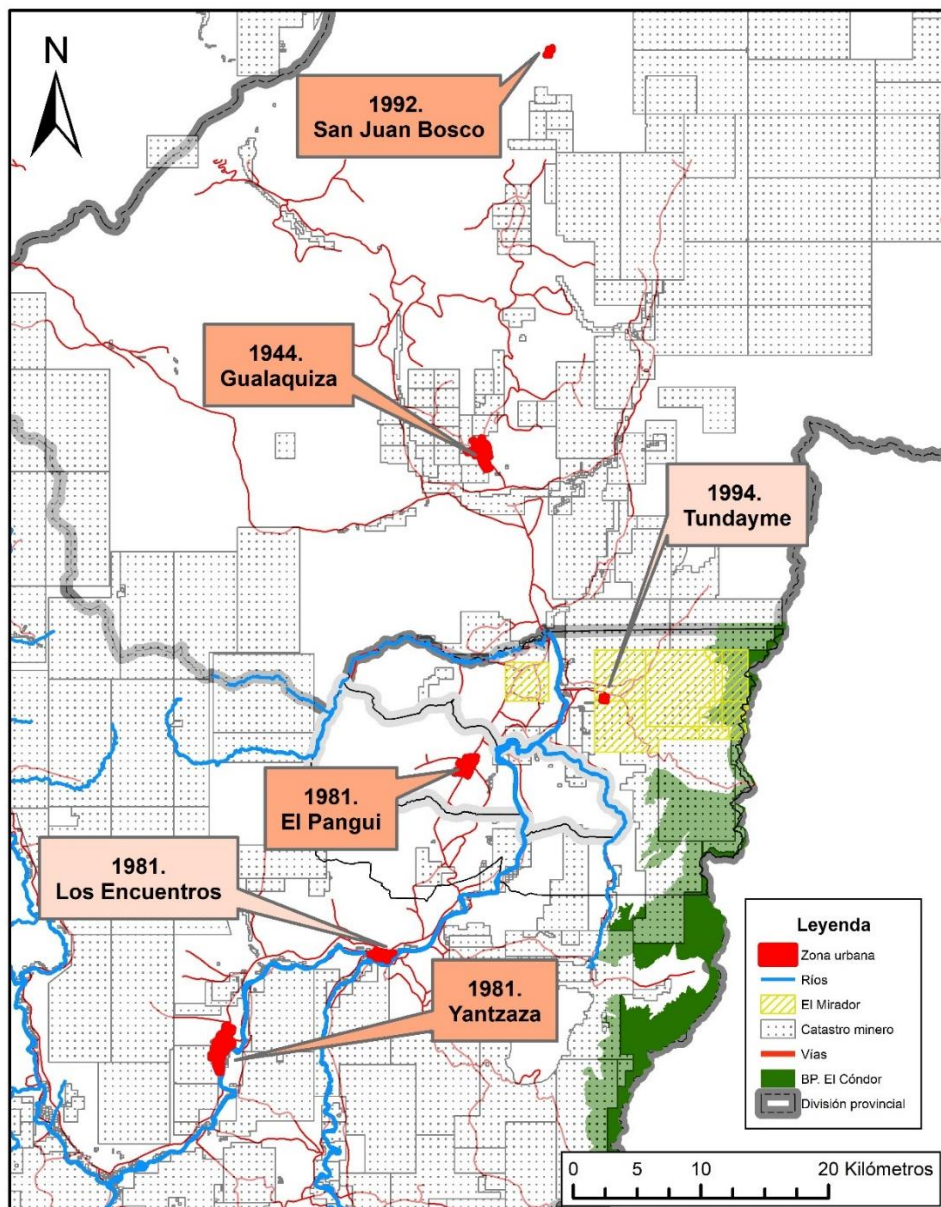 N
1992.
San Juan Bosco
1944.
Gualaquiza
1994.
Tundayme
1981.
El Pangui
1981.
Los Encuentros
1981.
Yantzaza
Leyenda
Zona urbana
Ríos
El Mirador
Catastro minero
Vías
BP. El Cóndor
División provincial
0 5 10 20 Kilómetros